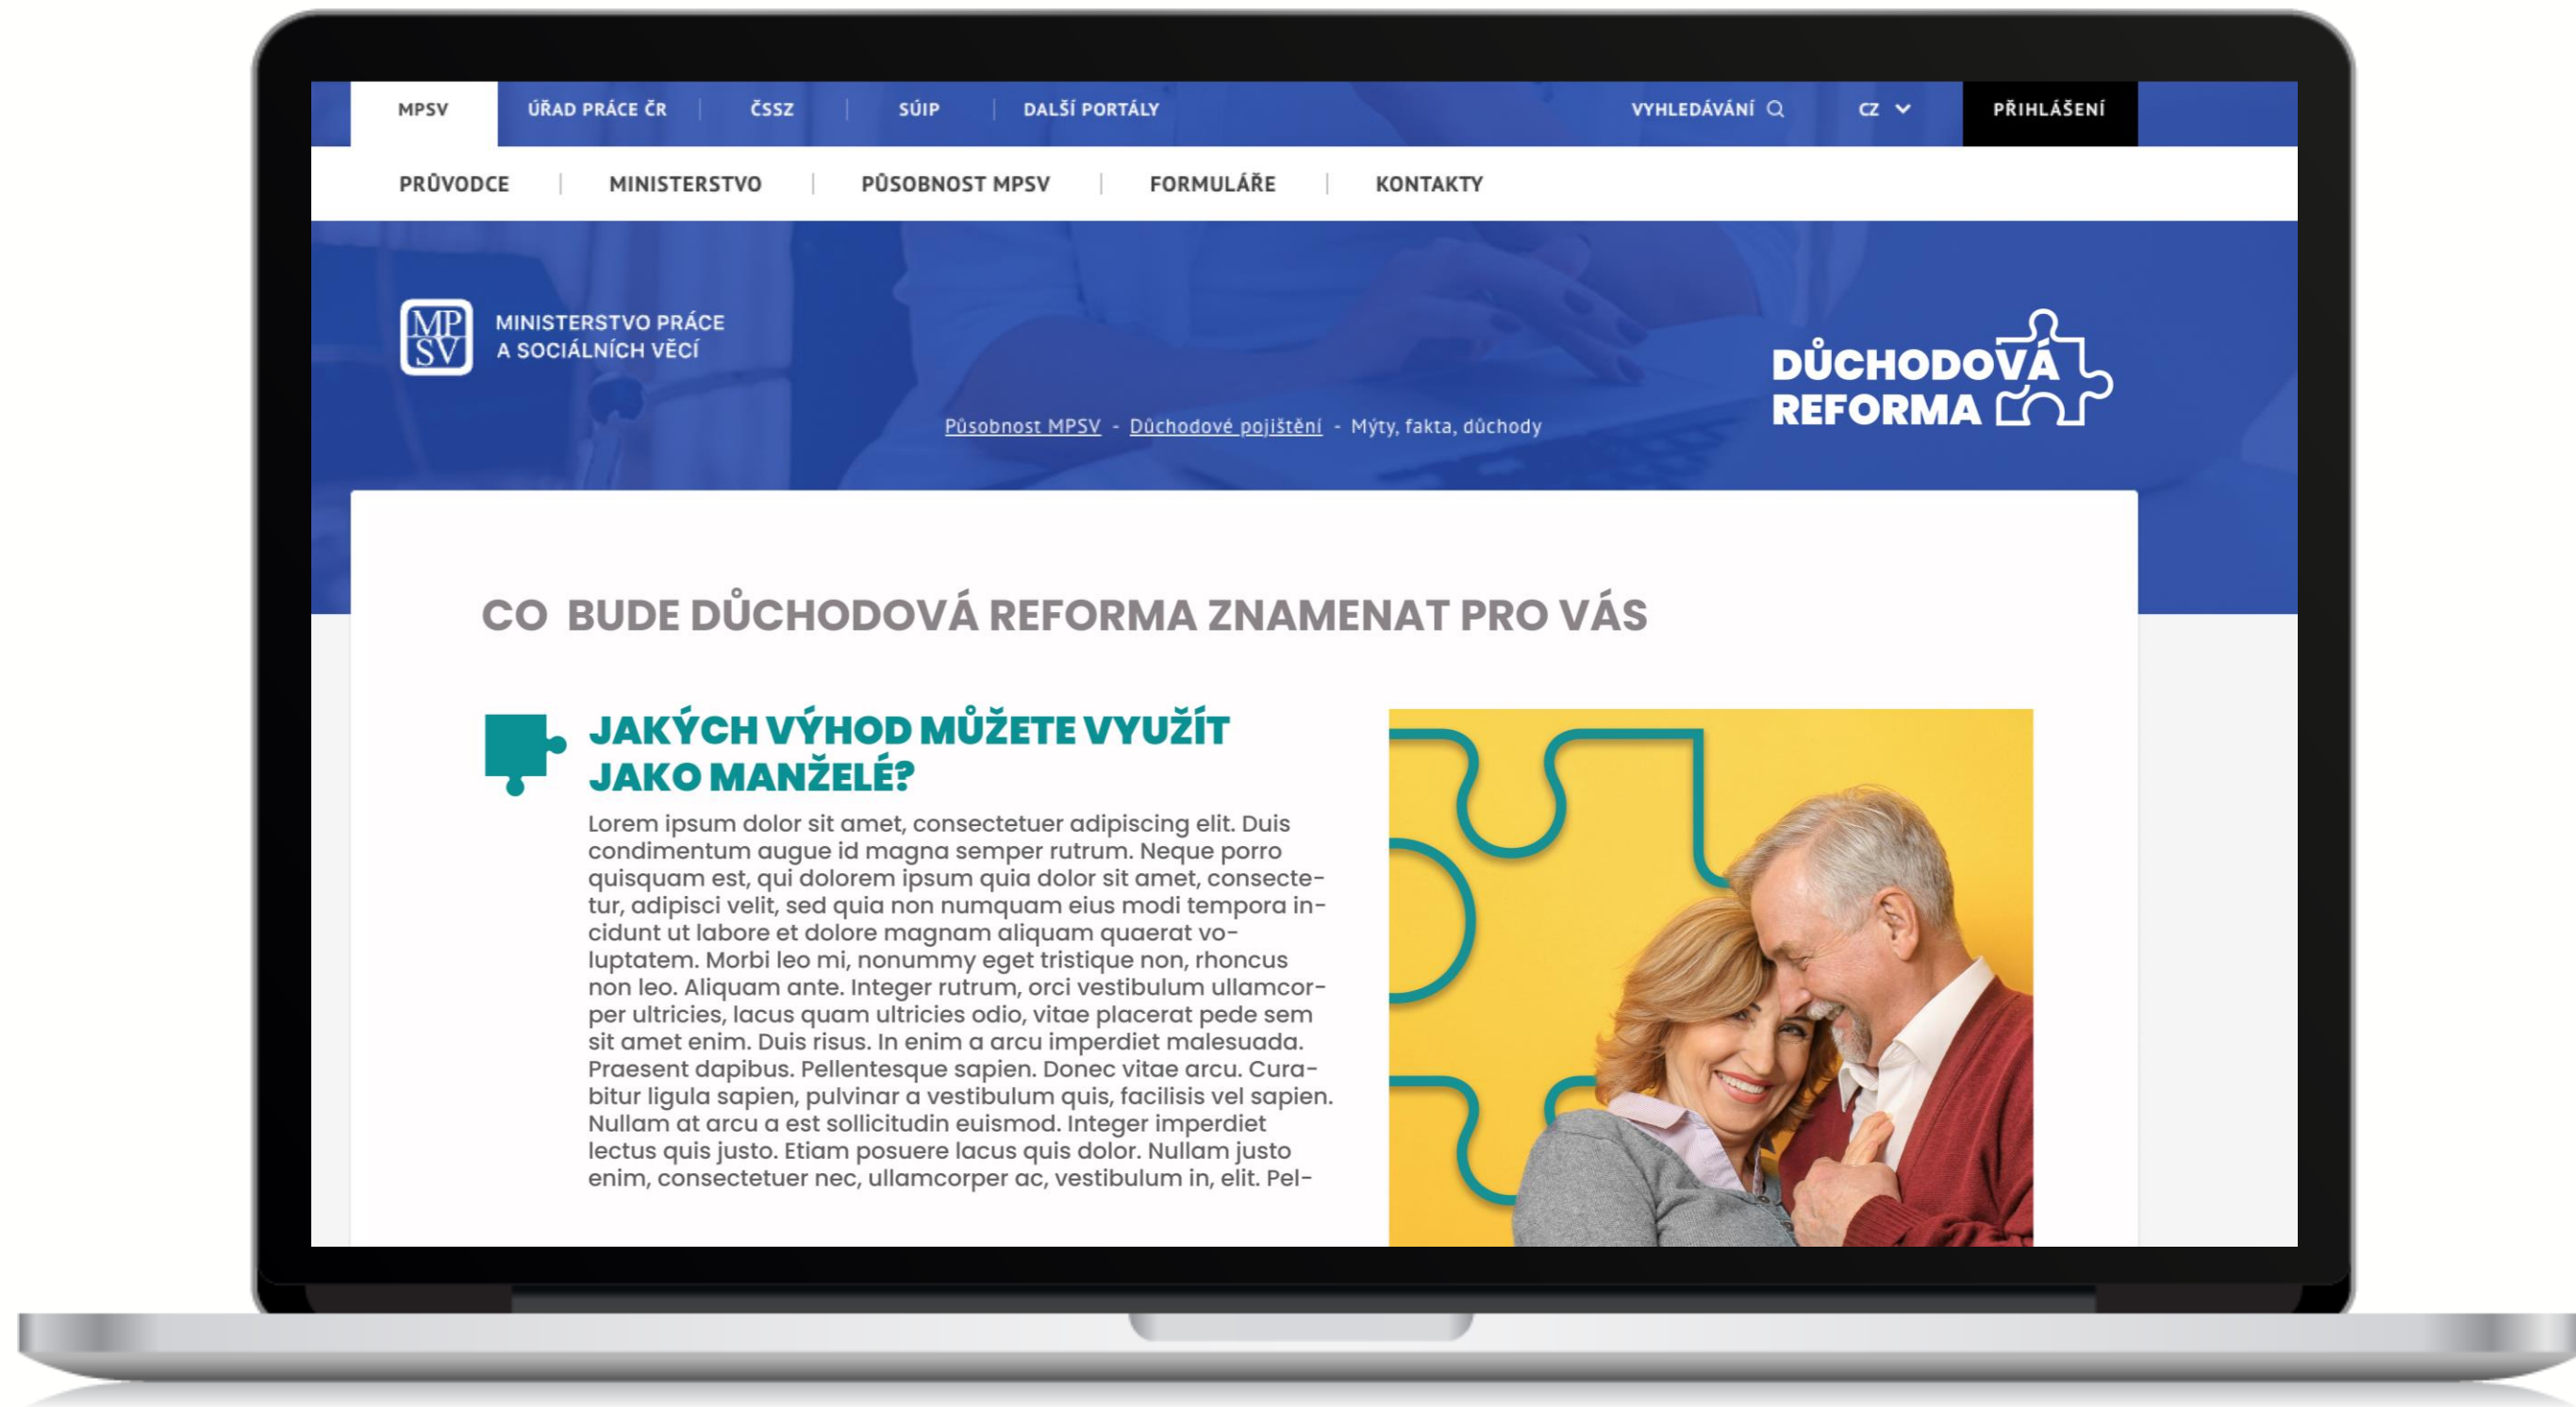 MPSV ÚŘAD PRÁCE ČR ČSSZ SÚIP DALŠÍ PORTÁLY VYHLEDÁVÁNÍ CZ PŘIHLÁŠENÍ
PRŮVODCE MINISTERSTVO PŮSOBNOST MPSV FORMULÁŘE KONTAKTY
MP
SV
MINISTERSTVO PRÁCE
A SOCIÁLNÍCH VĚCÍ
DŮCHODOVÁ
REFORMA
Působnost MPSV - Důchodové pojištění - Mýty, fakta, důchody
CO BUDE DŮCHODOVÁ REFORMA ZNAMENAT PRO VÁS
JAKÝCH VÝHOD MŮŽETE VYUŽÍT
JAKO MANŽELÉ?
Lorem ipsum dolor sit amet, consectetuer adipiscing elit. Duis
condimentum augue id magna semper rutrum. Neque porro
quisquam est, qui dolorem ipsum quia dolor sit amet, consecte-
tur, adipisci velit, sed quia non numquam eius modi tempora in-
cidunt ut labore et dolore magnam aliquam quaerat vo-
luptatem. Morbi leo mi, nonummy eget tristique non, rhoncus
non leo. Aliquam ante. Integer rutrum, orci vestibulum ullamcor-
per ultricies, lacus quam ultricies odio, vitae placerat pede sem
sit amet enim. Duis risus. In enim a arcu imperdiet malesuada.
Praesent dapibus. Pellentesque sapien. Donec vitae arcu. Cura-
bitur ligula sapien, pulvinar a vestibulum quis, facilisis vel sapien.
Nullam at arcu a est sollicitudin euismod. Integer imperdiet
lectus quis justo. Etiam posuere lacus quis dolor. Nullam justo
enim, consectetuer nec, ullamcorper ac, vestibulum in, elit. Pel-